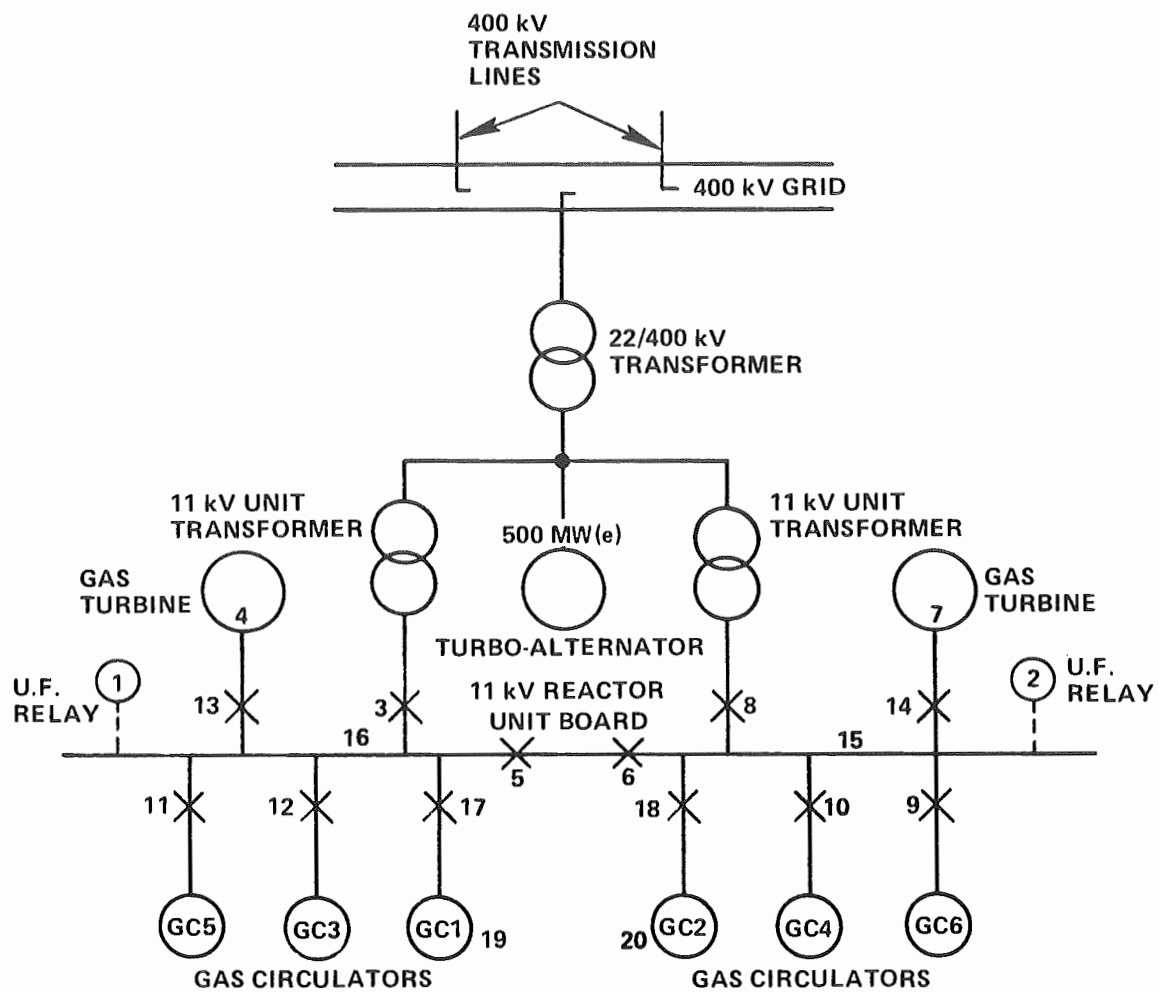 400 kV
TRANSMISSION
LINES
400 kV GRID
22/400 kV
TRANSFORMER
11 kV UNIT
TRANSFORMER
11 kV UNIT
TRANSFORMER
500 MW(e)
GAS
TURBINE
4
7
GAS
TURBINE
TURBO-ALTERNATOR
U.F.
RELAY
1
13
3
11 kV REACTOR
UNIT BOARD
8
14
2
U.F.
RELAY
16
5
6
15
11
12
17
18
10
9
GC5
GC3
GC1
19
20
GC2
GC4
GC6
GAS CIRCULATORS
GAS CIRCULATORS